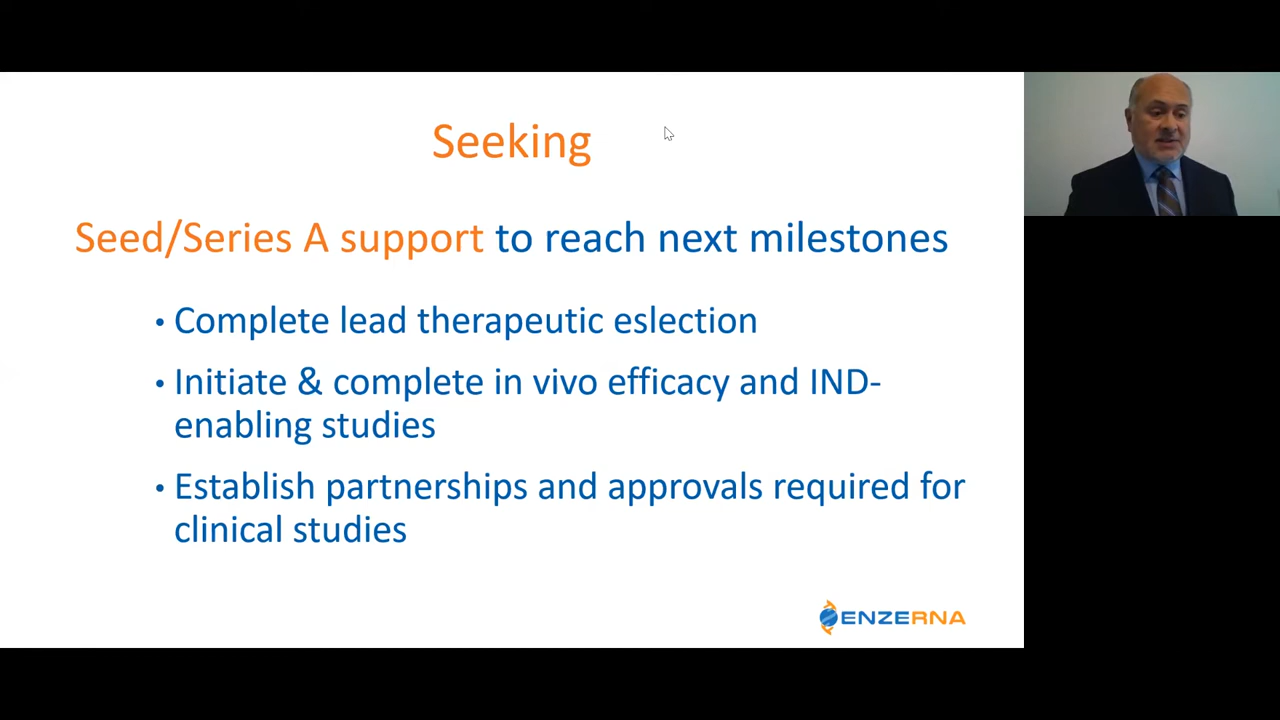 Seeking
Seed/Series A support to reach next milestones
• Complete lead therapeutic eslection
• Initiate & complete in vivo efficacy and IND-
enabling studies
• Establish partnerships and approvals required for
clinical studies
ENZERNA